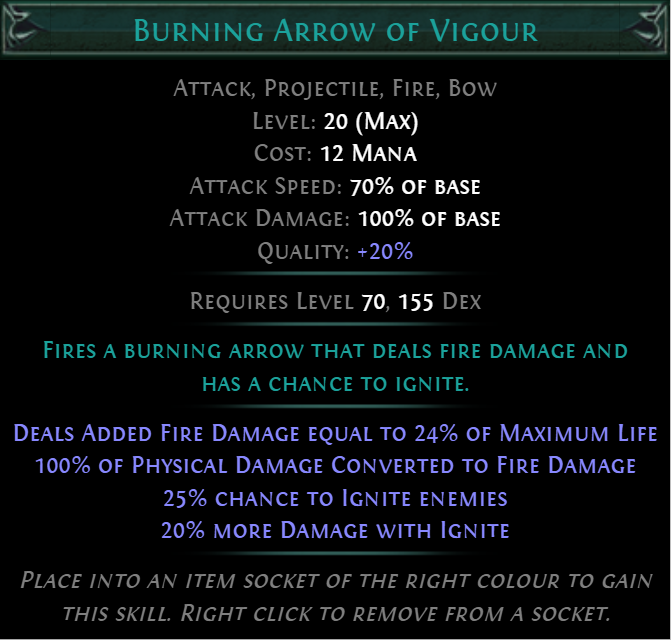 Burning Arrow of Vigour
Attack, Projectile, Fire, Bow
Level: 20 (Max)
Cost: 12 Mana
Attack Speed: 70% of base
Attack Damage: 100% of base
Quality: +20%
Requires Level 70, 155 Dex
Fires a burning arrow that deals fire damage and
has a chance to ignite.
Deals Added Fire Damage equal to 24% of Maximum Life
100% of Physical Damage Converted to Fire Damage
25% chance to Ignite enemies
20% more Damage with Ignite
Place into an item socket of the right colour to gain
this skill. Right click to remove from a socket.